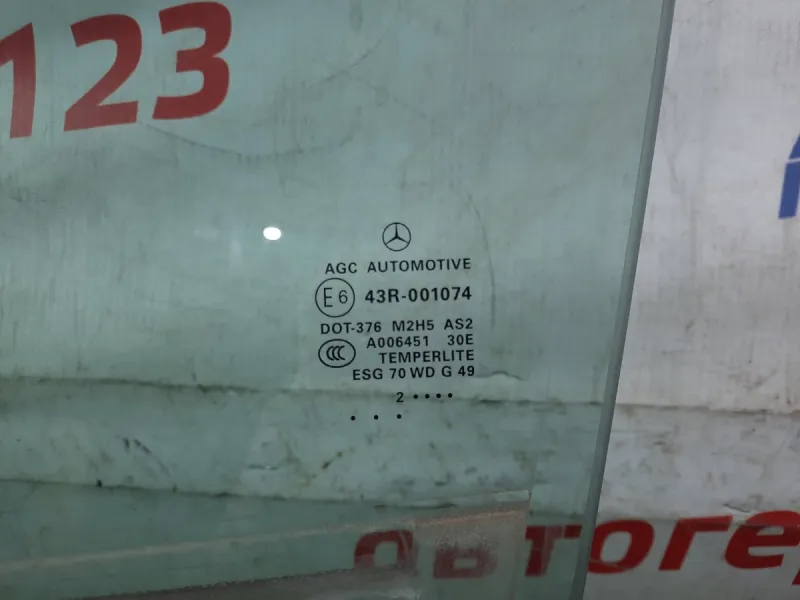 123
AGC AUTOMOTIVE
E6 43R-001074
DOT-376 M2H5 AS2
A006451 30E
CCC
TEMPERLITE
ESG 70 WD G 49
2 ••••
• • •
автоге